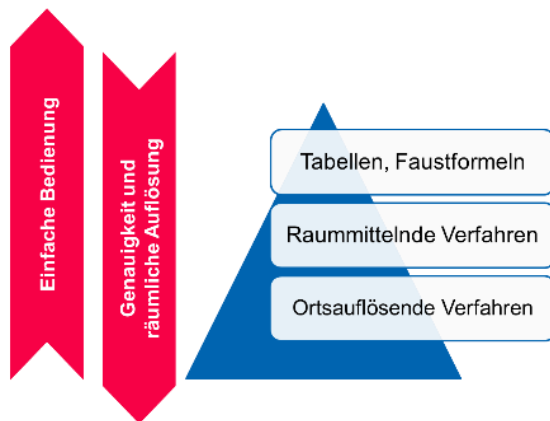 Einfache Bedienung
Genauigkeit und
räumliche Auflösung
Tabellen, Faustformeln
Raummittelnde Verfahren
Ortsauflösende Verfahren